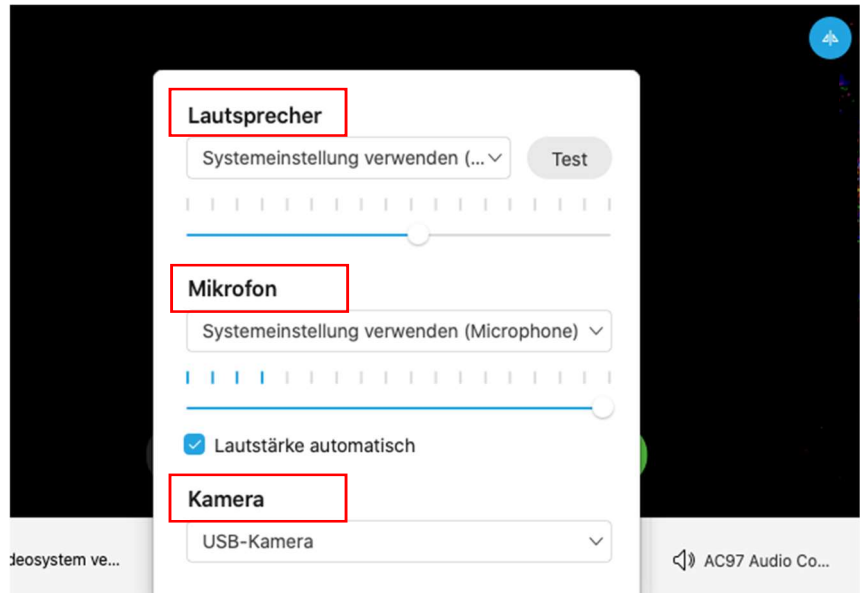 Lautsprecher
Systemeinstellung verwenden (...
Test
Mikrofon
Systemeinstellung verwenden (Microphone)
Lautstärke automatisch
Kamera
USB-Kamera
deosystem ve...
AC97 Audio Co...